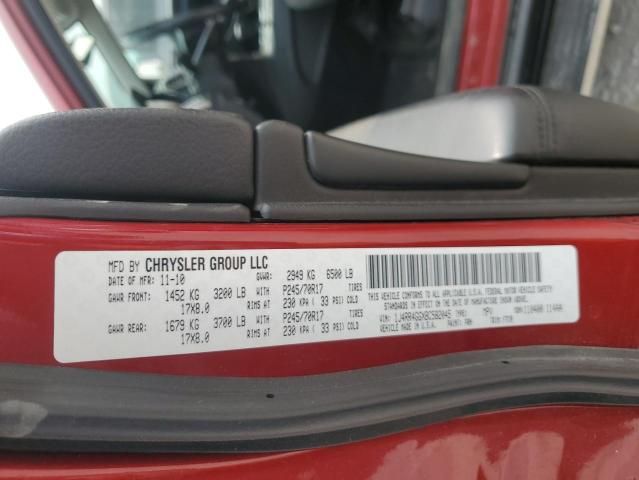 MFD BY CHRYSLER GROUP LLC
DATE OF MFR: 11-10 GVWR: 2949 KG 6500 LB
GAWR FRONT: 1452 KG 3200 LB WITH P245/70R17 TIRES
17X8.0 RIMS AT 230 KPA ( 33 PSI) COLD
GAWR REAR: 1679 KG 3700 LB WITH P245/70R17 TIRES
17X8.0 RIMS AT 230 KPA ( 33 PSI) COLD
THIS VEHICLE CONFORMS TO ALL APPLICABLE U.S.A. FEDERAL MOTOR VEHICLE SAFETY
STANDARDS IN EFFECT ON THE DATE OF MANUFACTURE SHOWN ABOVE.
VIN: TYPE: MPV
MADE IN U.S.A. PAINT: TRIM: